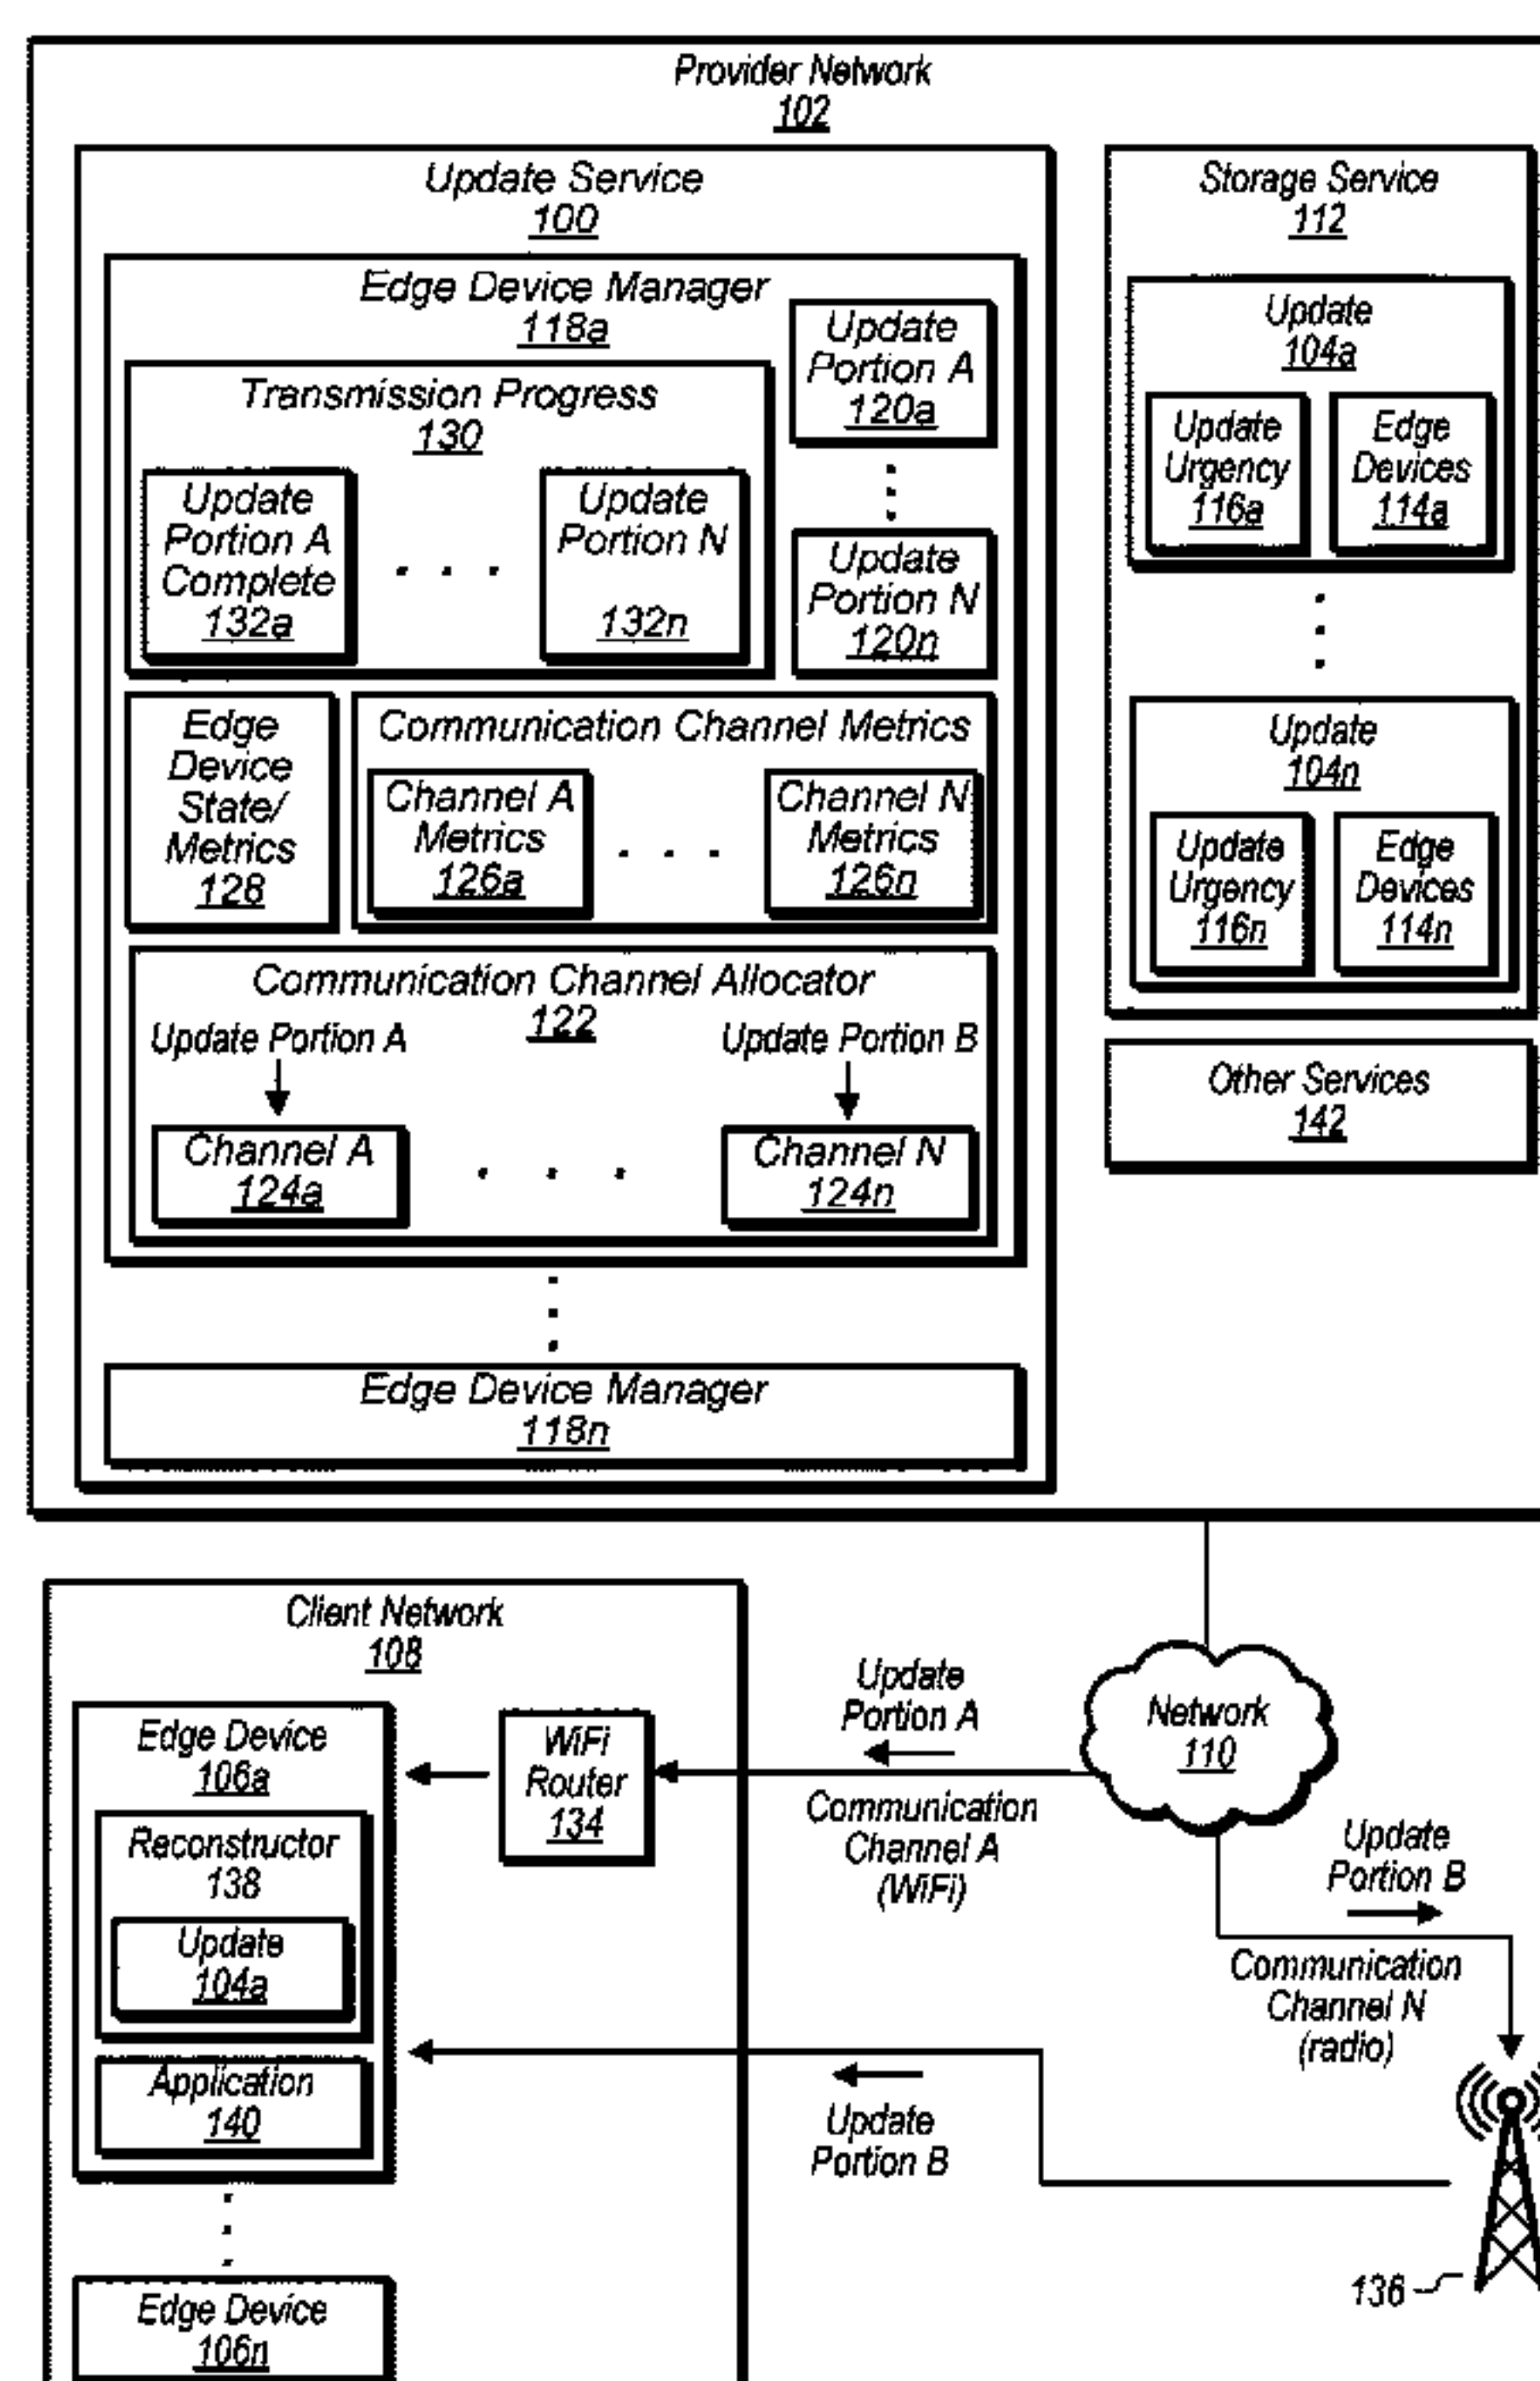 Provider Network
102
Update Service
100
Edge Device Manager
118a
Transmission Progress
130
Update
Portion A
Complete
132a
. . .
Update
Portion N
132n
Update
Portion A
120a
Update
Portion N
120n
Edge
Device
State/
Metrics
128
Communication Channel Metrics
Channel A
Metrics
126a
. . .
Channel N
Metrics
126n
Communication Channel Allocator
122
Update Portion A
Update Portion B
Channel A
124a
. . .
Channel N
124n
Edge Device Manager
118n
Storage Service
112
Update
104a
Update
Urgency
116a
Edge
Devices
114a
Update
104n
Update
Urgency
116n
Edge
Devices
114n
Other Services
142
Client Network
108
Edge Device
106a
Reconstructor
138
Update
104a
Application
140
Edge Device
106n
WiFi
Router
134
Update
Portion A
Communication
Channel A
(WiFi)
Network
110
Update
Portion B
Communication
Channel N
(radio)
Update
Portion B
136